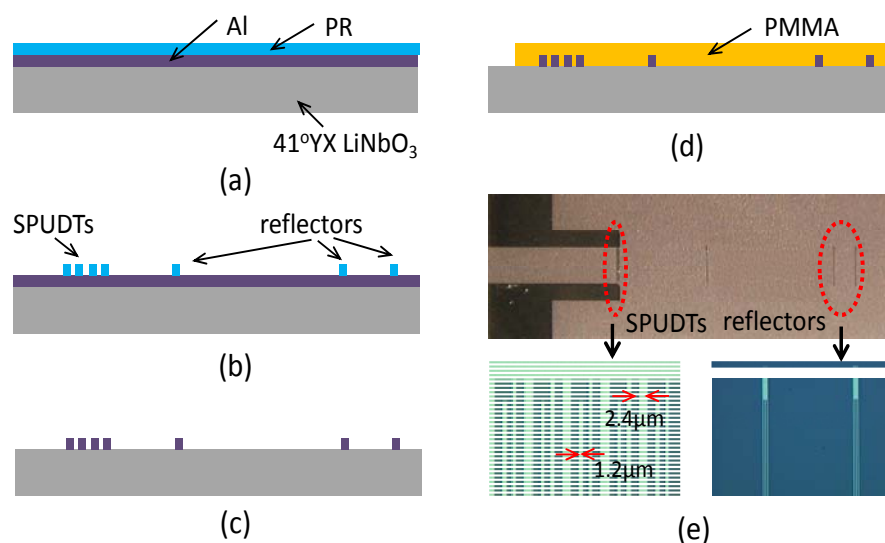 Al
PR
41°YX LiNbO₃
(a)
SPUDTs
reflectors
(b)
(c)
PMMA
(d)
SPUDTs
reflectors
2.4μm
1.2μm
(e)